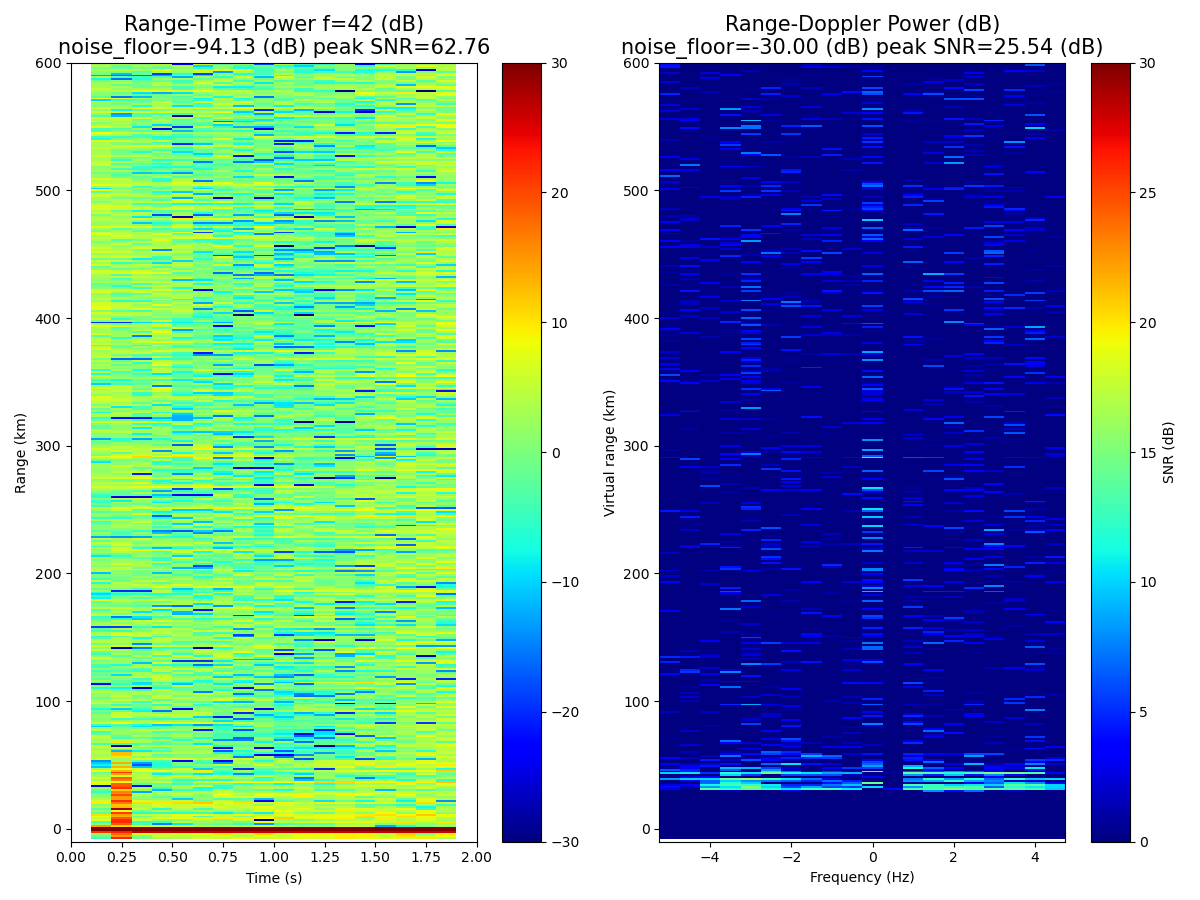 Range-Time Power f=42 (dB)
noise_floor=-94.13 (dB) peak SNR=62.76
Range (km)
600
500
400
300
200
100
0
0.00 0.25 0.50 0.75 1.00 1.25 1.50 1.75 2.00
Time (s)
30
20
10
0
−10
−20
−30
Range-Doppler Power (dB)
noise_floor=-30.00 (dB) peak SNR=25.54 (dB)
Virtual range (km)
600
500
400
300
200
100
0
−4 −2 0 2 4
Frequency (Hz)
30
25
20
15
10
5
0
SNR (dB)